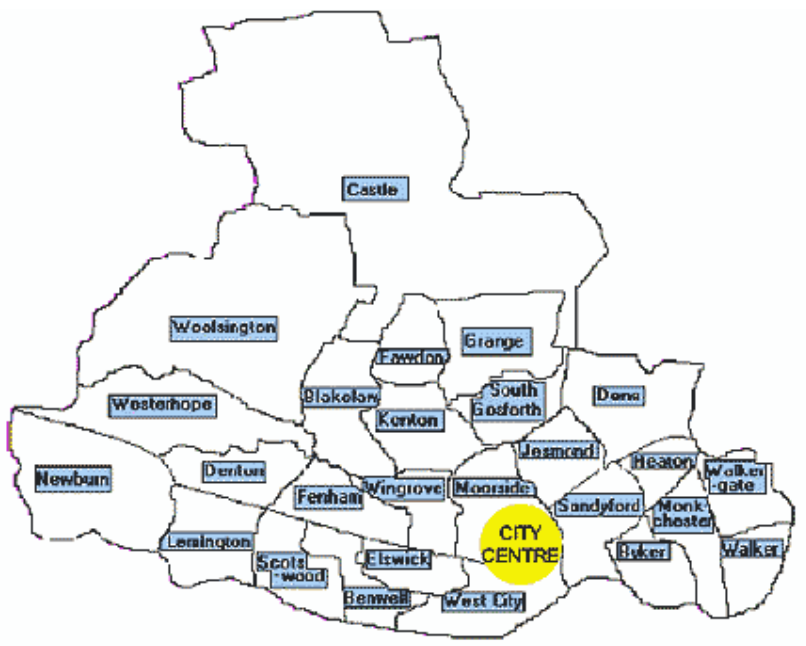 Castle
Woolsington
Grange
Fawdon
Westerhope
Blakelaw
Kenton
South
Gosforth
Dene
Newburn
Denton
Fenham
Wingrove
Moorside
Jesmond
Heaton
Walker
-gate
Sandyford
Monk
chester
Lemington
Scots
-wood
Elswick
CITY
CENTRE
Byker
Walker
Benwell
West City